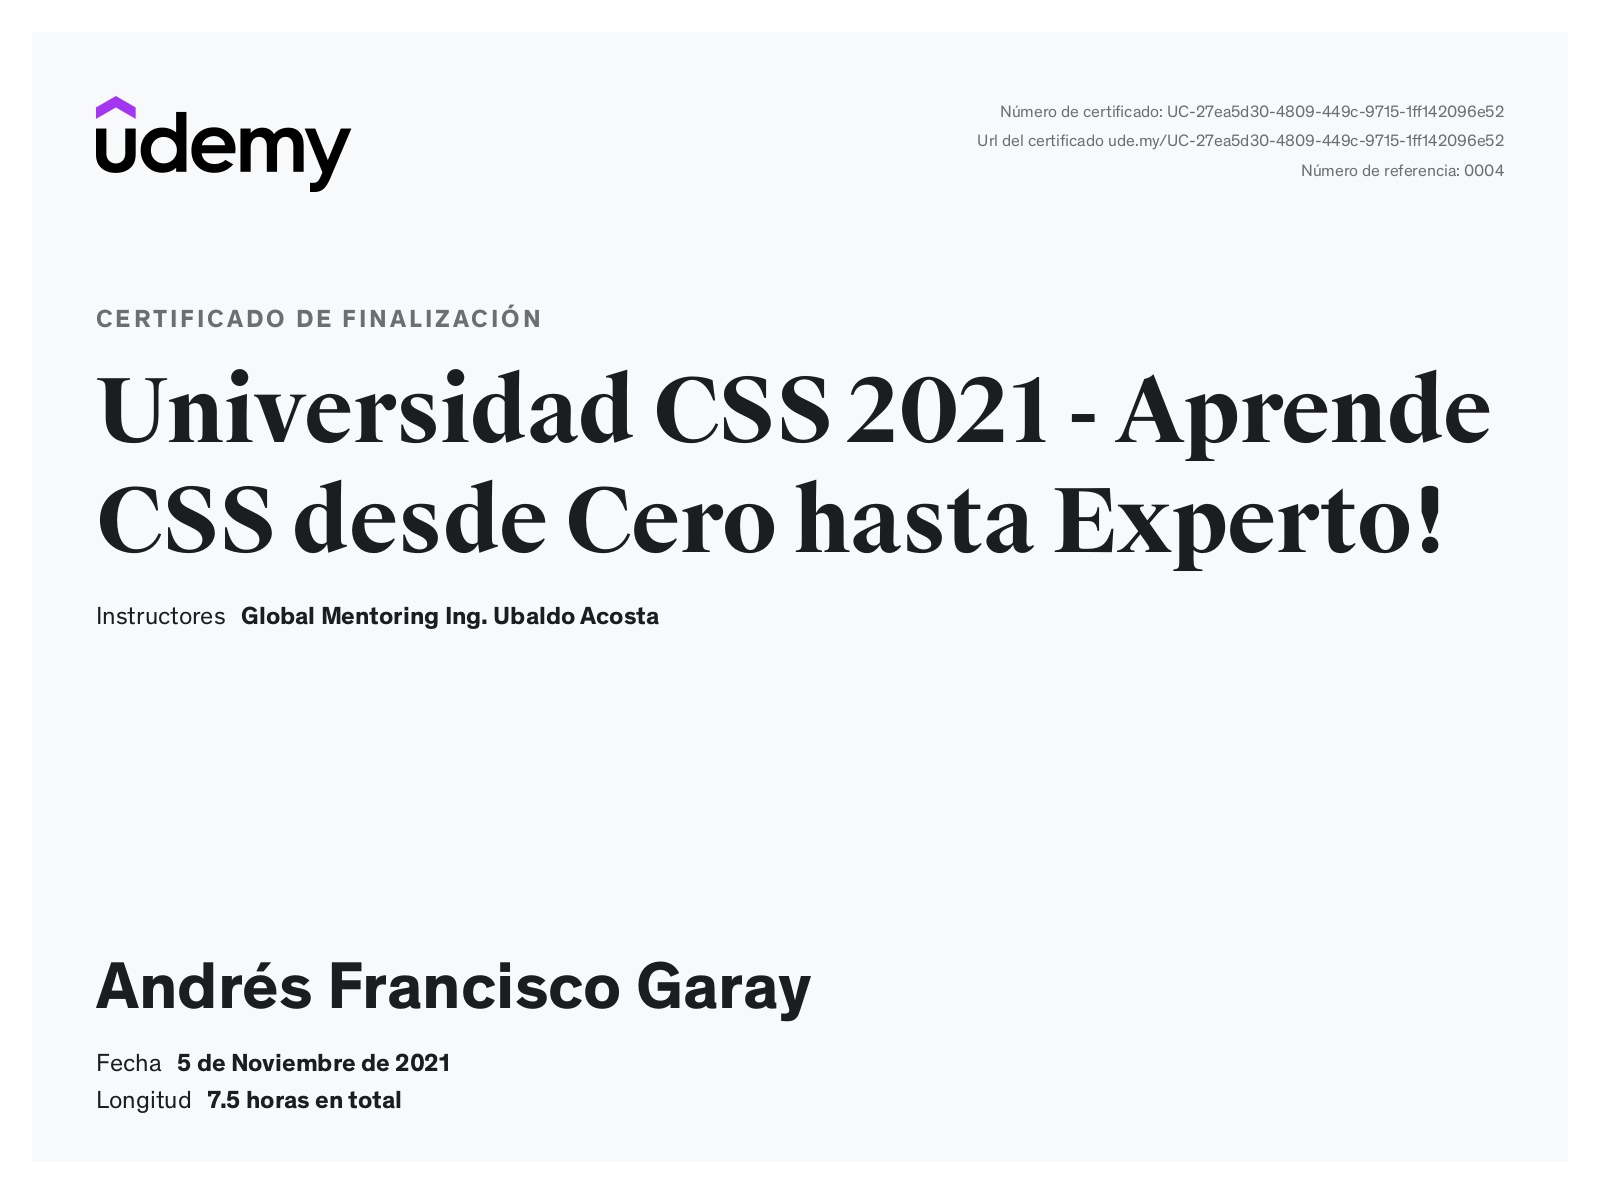 udemy
Número de certificado: UC-27ea5d30-4809-449c-9715-1ff142096e52
Url del certificado ude.my/UC-27ea5d30-4809-449c-9715-1ff142096e52
Número de referencia: 0004
CERTIFICADO DE FINALIZACIÓN
Universidad CSS 2021 - Aprende
CSS desde Cero hasta Experto!
Instructores Global Mentoring Ing. Ubaldo Acosta
Andrés Francisco Garay
Fecha 5 de Noviembre de 2021
Longitud 7.5 horas en total